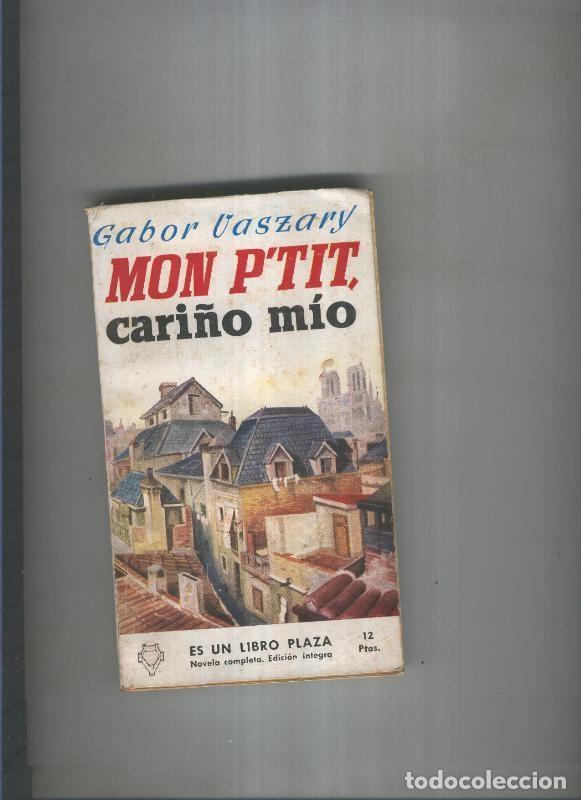 Gabor Vaszary
MON P'TIT,
cariño mío
ES UN LIBRO PLAZA
Novela completa. Edición íntegra
12
Ptas.
todocoleccion